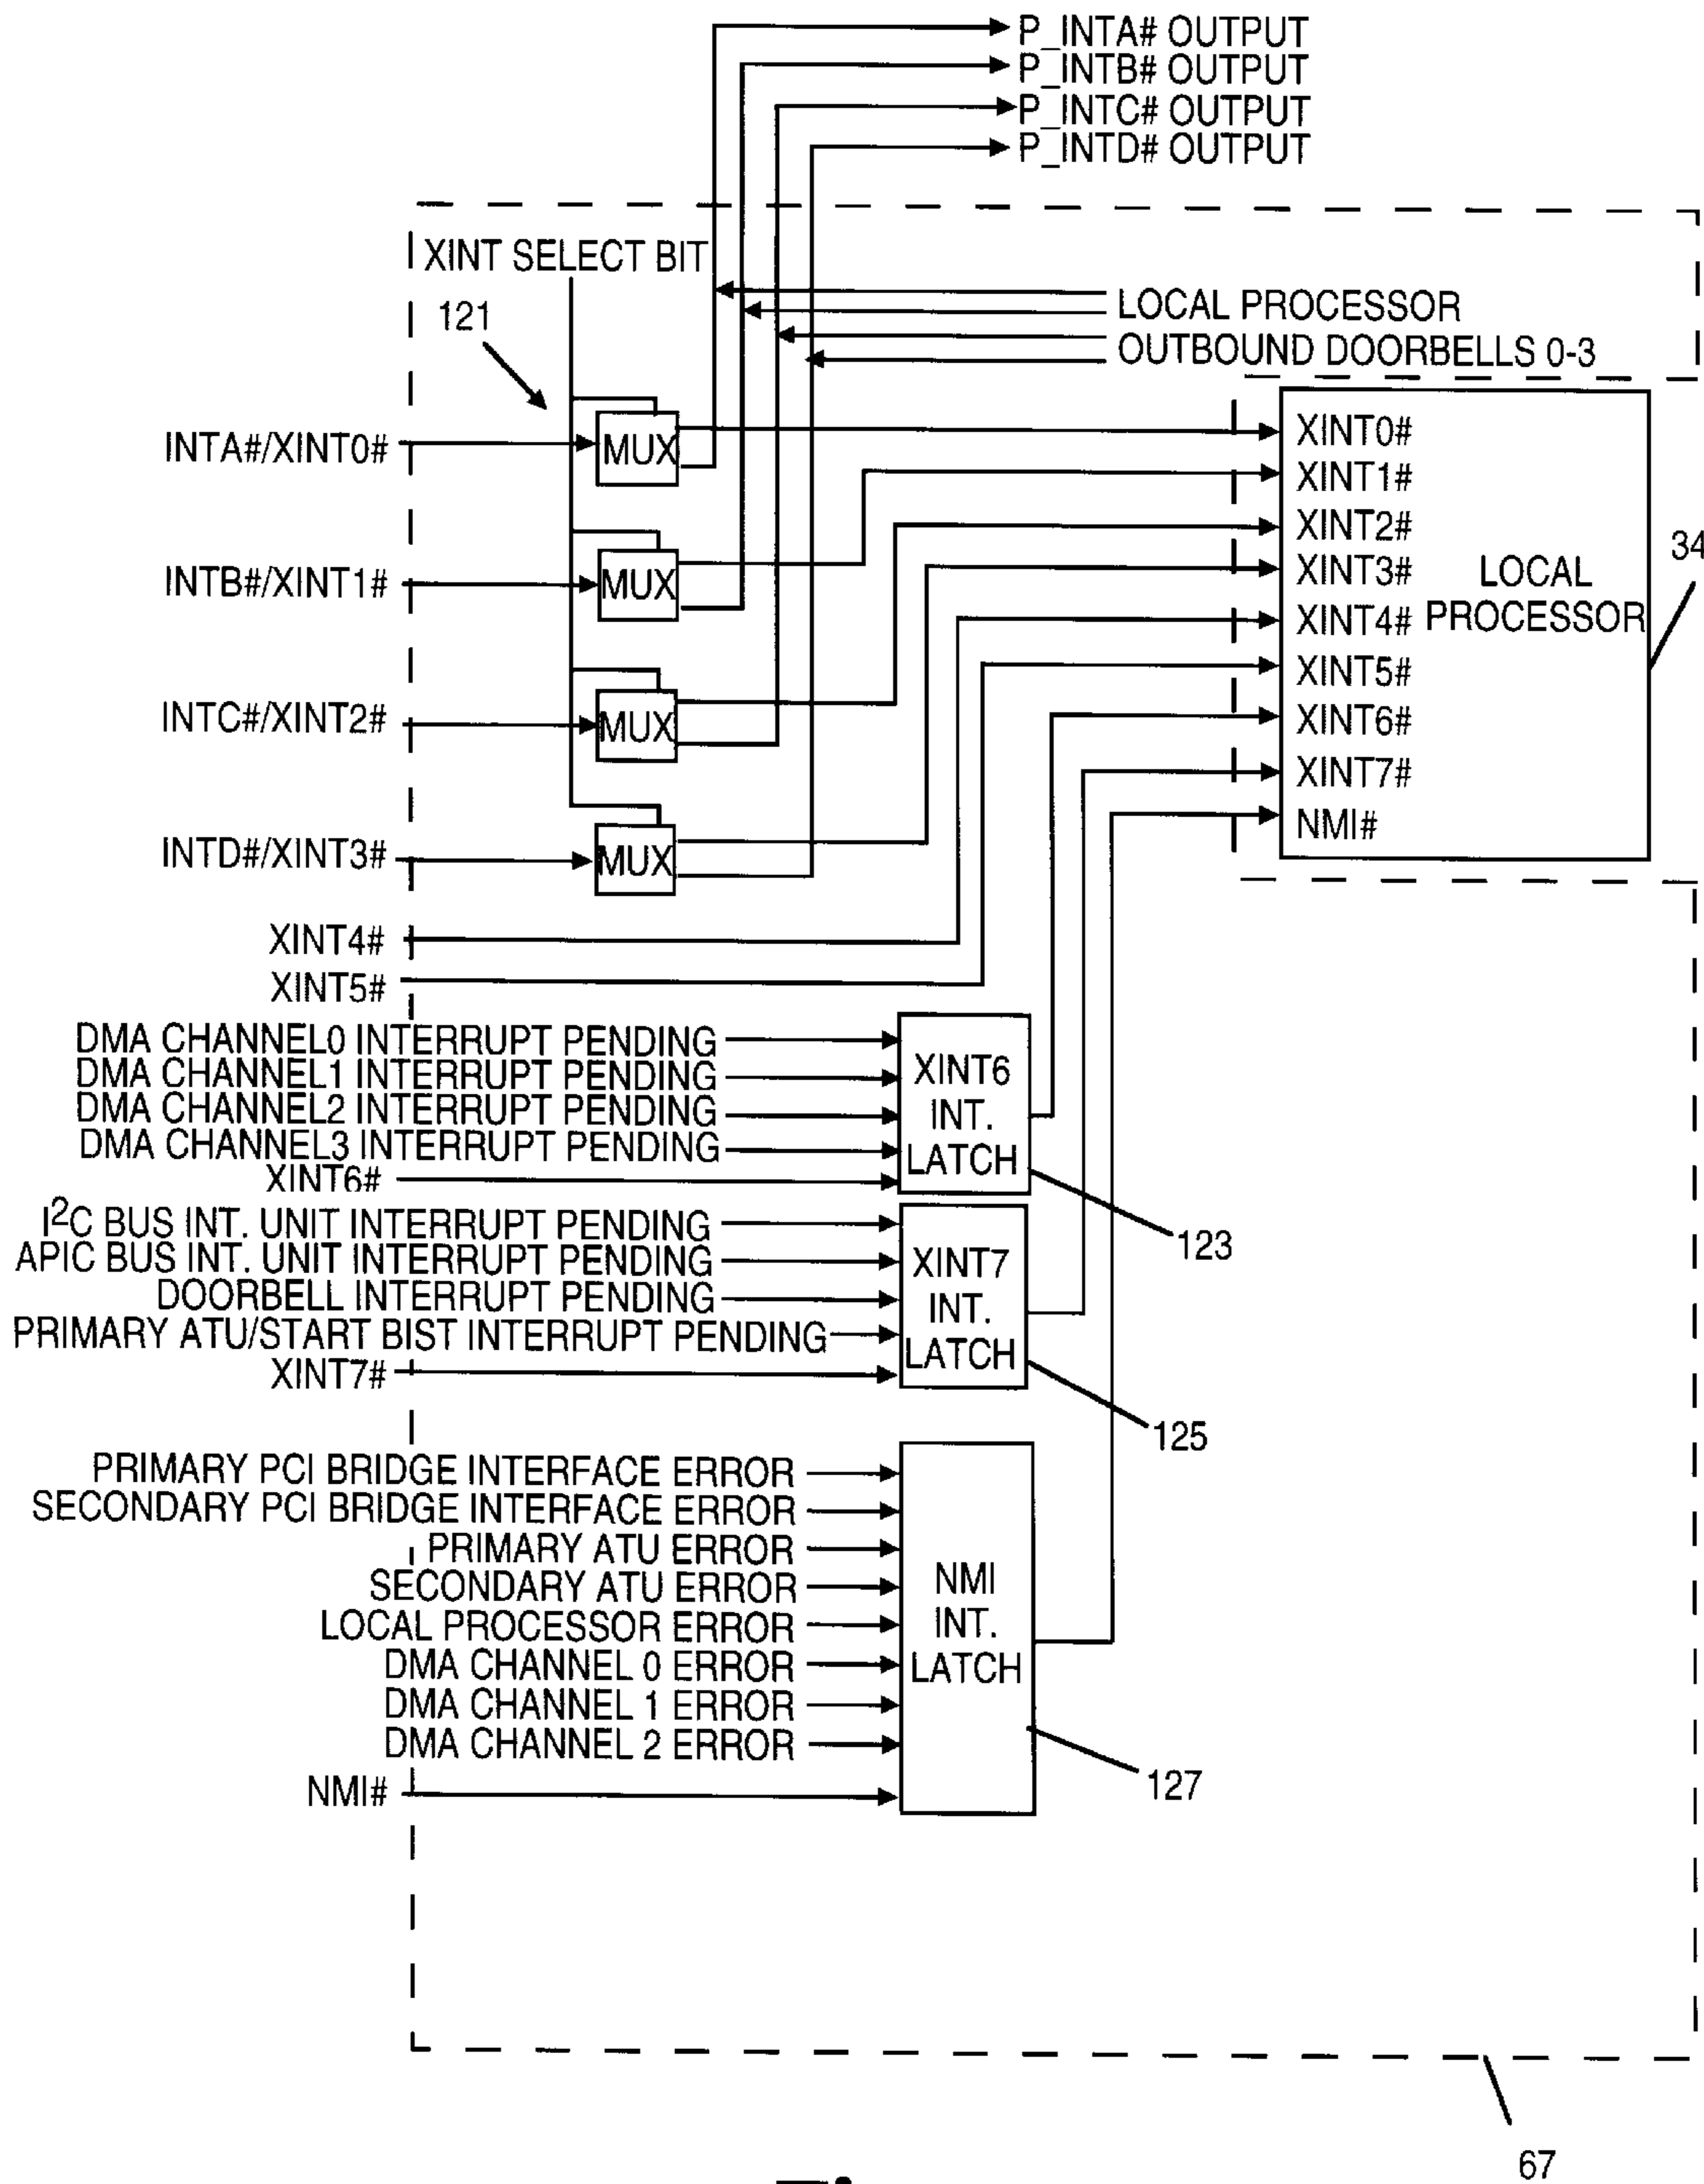 P_INTA# OUTPUT
P_INTB# OUTPUT
P_INTC# OUTPUT
P_INTD# OUTPUT
XINT SELECT BIT
121
LOCAL PROCESSOR
OUTBOUND DOORBELLS 0-3
INTA#/XINT0#
MUX
INTB#/XINT1#
MUX
INTC#/XINT2#
MUX
INTD#/XINT3#
MUX
XINT0#
XINT1#
XINT2#
XINT3#
XINT4#
XINT5#
XINT6#
XINT7#
NMI#
LOCAL
PROCESSOR
34
XINT4#
XINT5#
DMA CHANNEL0 INTERRUPT PENDING
DMA CHANNEL1 INTERRUPT PENDING
DMA CHANNEL2 INTERRUPT PENDING
DMA CHANNEL3 INTERRUPT PENDING
XINT6#
XINT6
INT.
LATCH
123
I²C BUS INT. UNIT INTERRUPT PENDING
APIC BUS INT. UNIT INTERRUPT PENDING
DOORBELL INTERRUPT PENDING
PRIMARY ATU/START BIST INTERRUPT PENDING
XINT7#
XINT7
INT.
LATCH
125
PRIMARY PCI BRIDGE INTERFACE ERROR
SECONDARY PCI BRIDGE INTERFACE ERROR
PRIMARY ATU ERROR
SECONDARY ATU ERROR
LOCAL PROCESSOR ERROR
DMA CHANNEL 0 ERROR
DMA CHANNEL 1 ERROR
DMA CHANNEL 2 ERROR
NMI#
NMI
INT.
LATCH
127
67